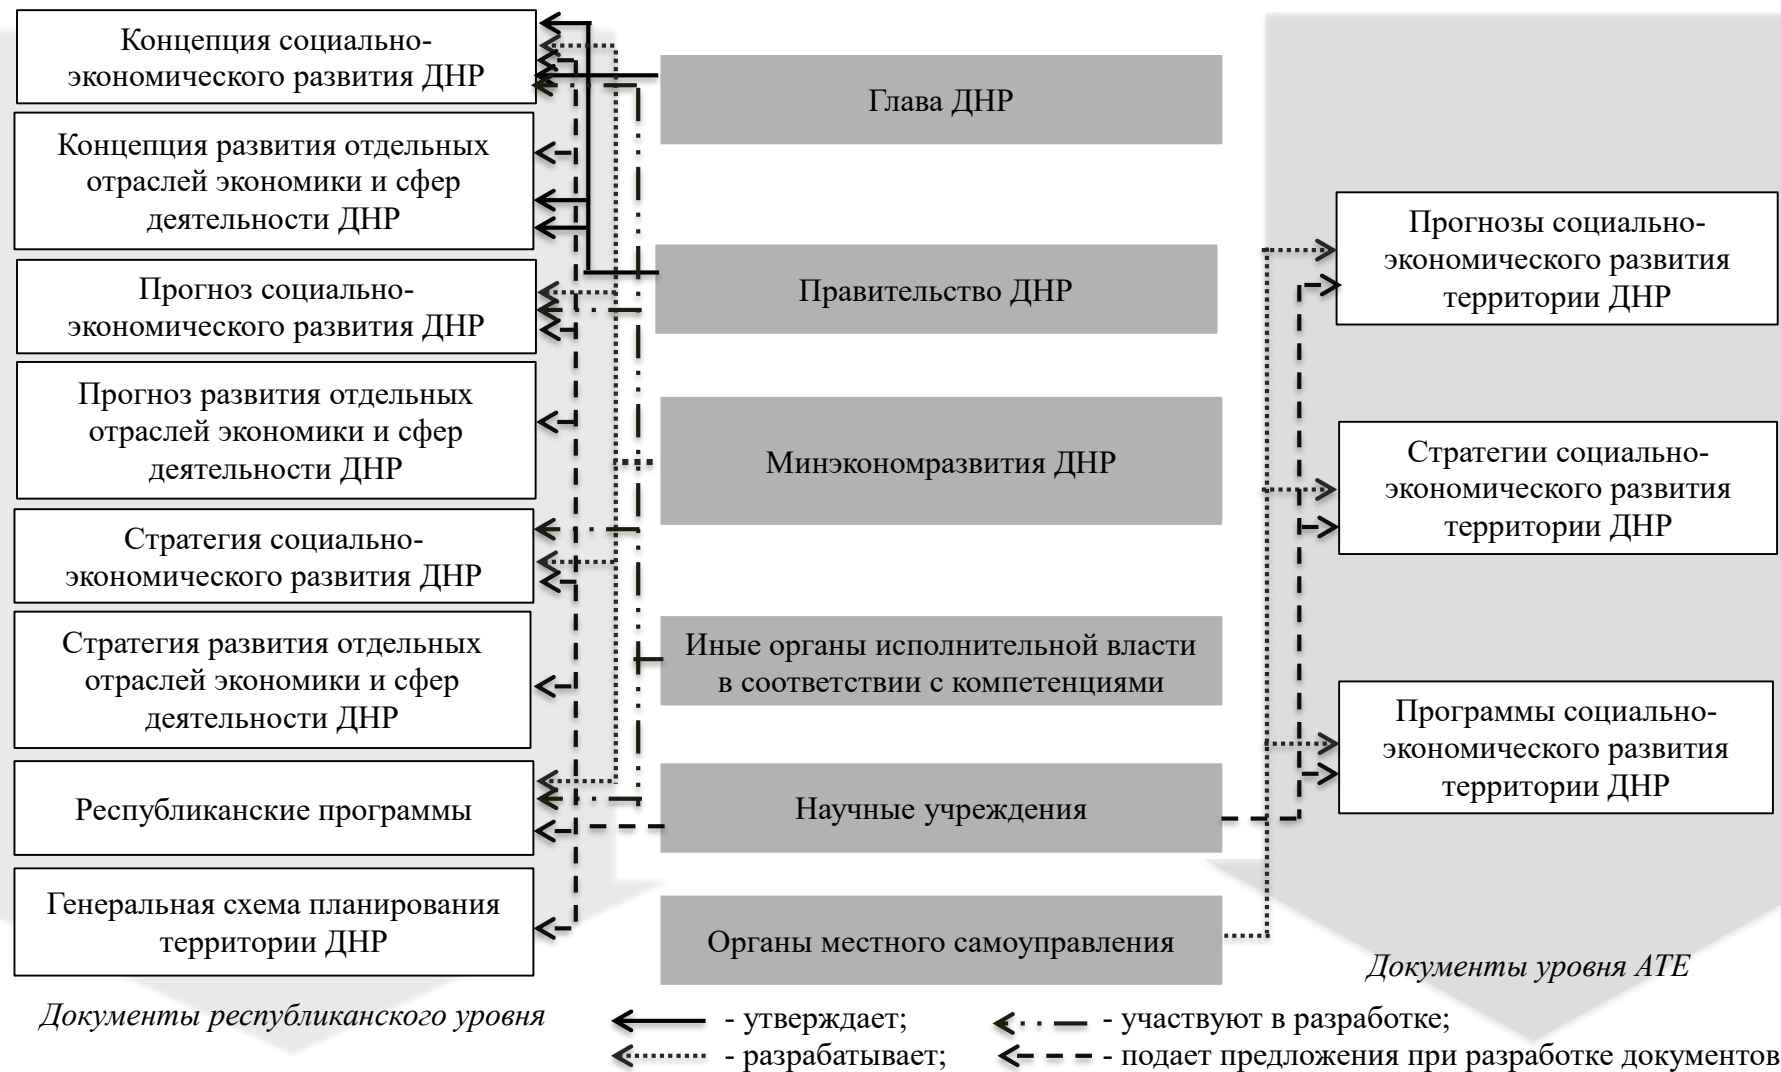 Концепция социально-
экономического развития ДНР
Концепция развития отдельных
отраслей экономики и сфер
деятельности ДНР
Прогноз социально-
экономического развития ДНР
Прогноз развития отдельных
отраслей экономики и сфер
деятельности ДНР
Стратегия социально-
экономического развития ДНР
Стратегия развития отдельных
отраслей экономики и сфер
деятельности ДНР
Республиканские программы
Генеральная схема планирования
территории ДНР
Документы республиканского уровня
Глава ДНР
Правительство ДНР
Минэкономразвития ДНР
Иные органы исполнительной власти
в соответствии с компетенциями
Научные учреждения
Органы местного самоуправления
Прогнозы социально-
экономического развития
территории ДНР
Стратегии социально-
экономического развития
территории ДНР
Программы социально-
экономического развития
территории ДНР
Документы уровня АТЕ
- утверждает;
- участвуют в разработке;
- разрабатывает;
- подает предложения при разработке документов